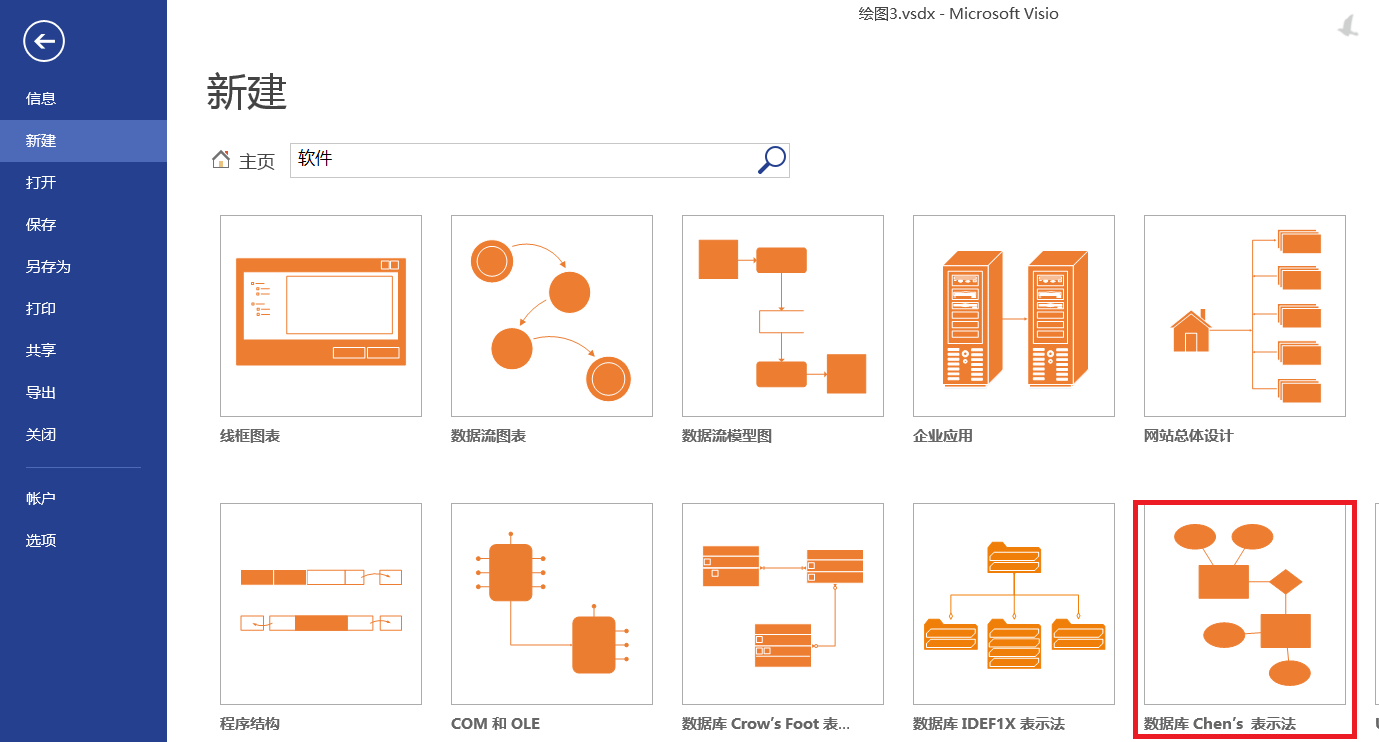 绘图3.vsdx - Microsoft Visio
信息
新建
打开
保存
另存为
打印
共享
导出
关闭
帐户
选项
新建
主页
软件
线框图表
数据流图表
数据流模型图
企业应用
网站总体设计
程序结构
COM 和 OLE
数据库 Crow's Foot 表...
数据库 IDEF1X 表示法
数据库 Chen's 表示法